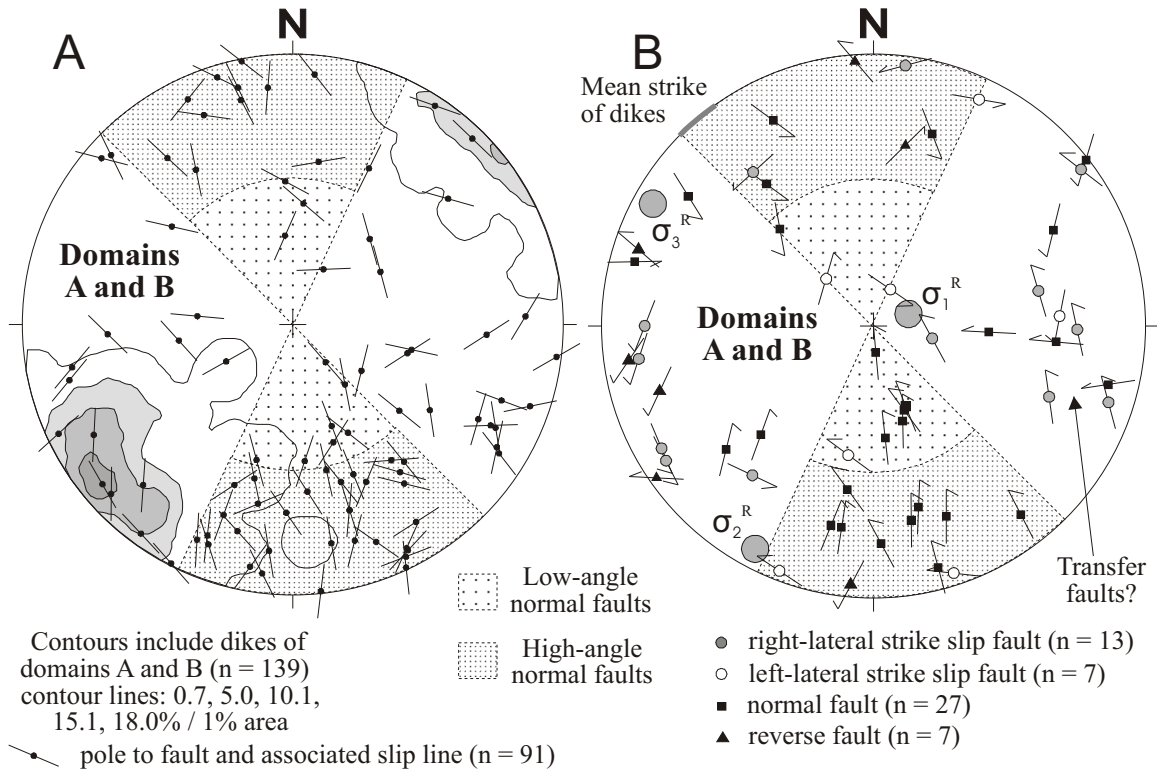 A
N
Domains
A and B
Contours include dikes of
domains A and B (n = 139)
contour lines: 0.7, 5.0, 10.1,
15.1, 18.0% / 1% area
pole to fault and associated slip line (n = 91)
Low-angle
normal faults
High-angle
normal faults
B
N
Mean strike
of dikes
σ3R
σ1R
Domains
A and B
σ2R
Transfer
faults?
right-lateral strike slip fault (n = 13)
left-lateral strike slip fault (n = 7)
normal fault (n = 27)
reverse fault (n = 7)